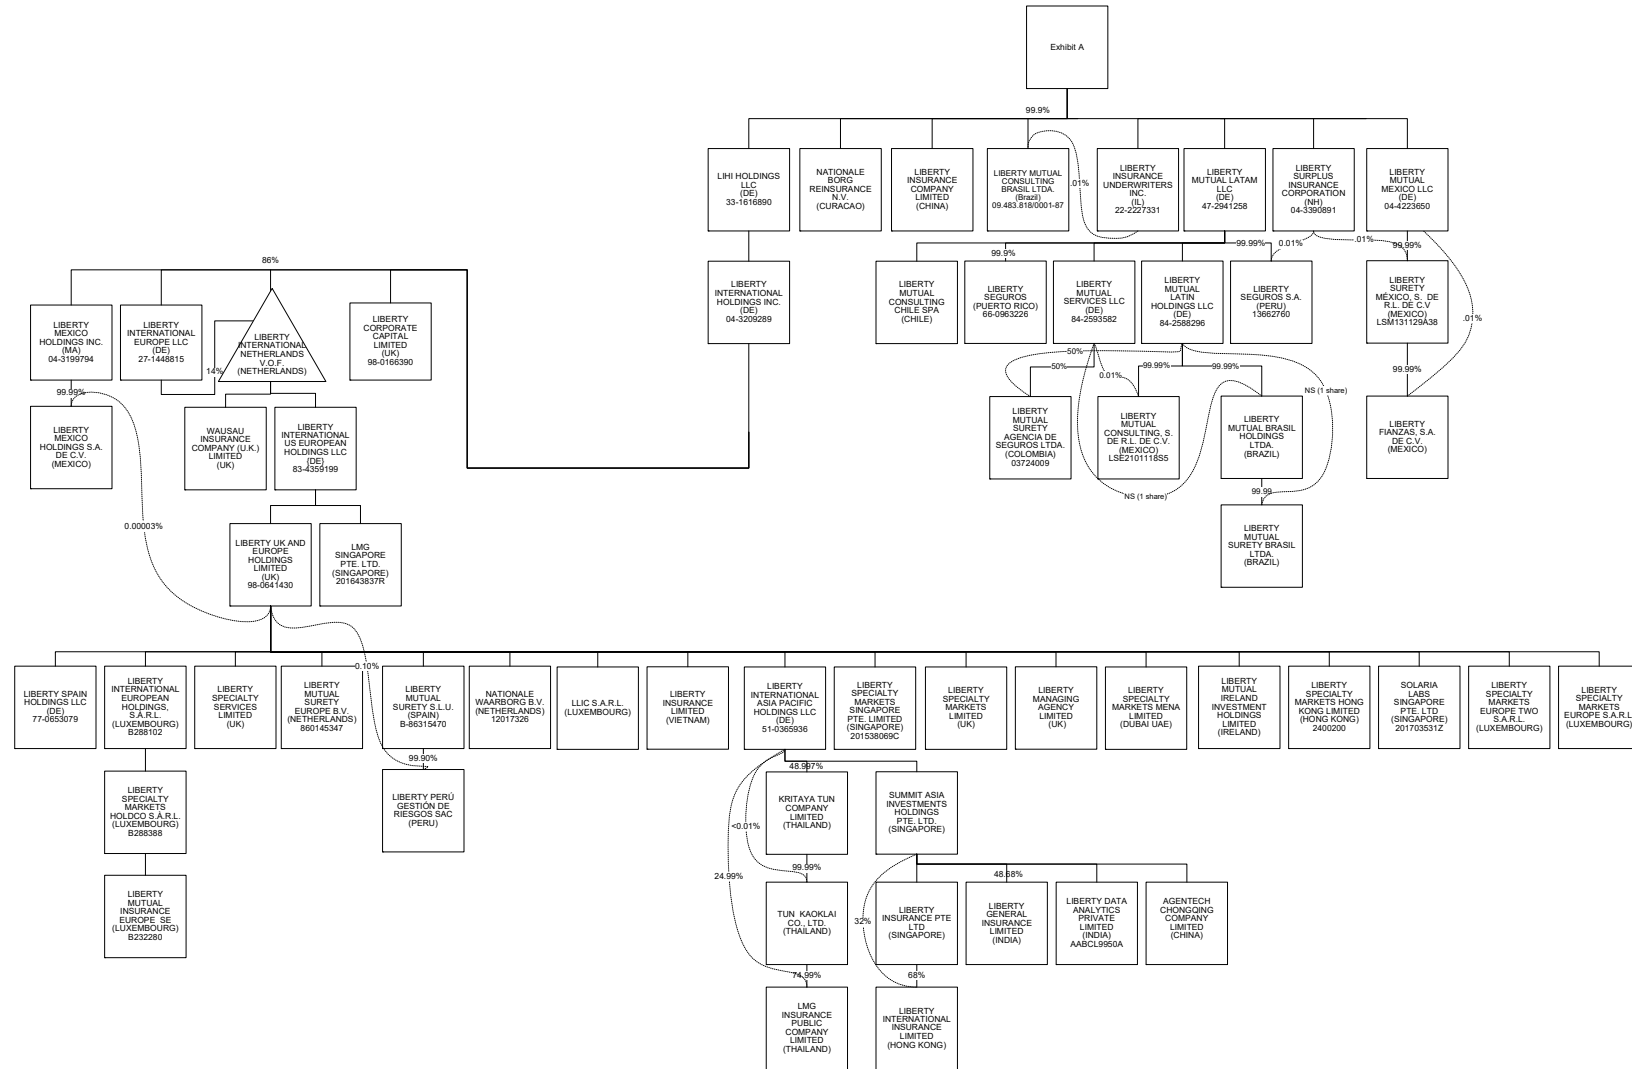 Exhibit A
99.9%
LIHI HOLDINGS
LLC
(DE)
33-1616890
NATIONALE
BORG
REINSURANCE
N.V.
(CURACAO)
LIBERTY
INSURANCE
COMPANY
LIMITED
(CHINA)
LIBERTY MUTUAL
CONSULTING
BRASIL LTDA.
(Brazil)
09.483.818/0001-87
.01%
LIBERTY
INSURANCE
UNDERWRITERS
INC.
(IL)
22-2227331
LIBERTY
MUTUAL LATAM
LLC
(DE)
47-2941258
LIBERTY
SURPLUS
INSURANCE
CORPORATION
(NH)
04-3390891
LIBERTY
MUTUAL
MEXICO LLC
(DE)
04-4223650
99.9%
99.99%
0.01%
.01%
99.99%
LIBERTY
INTERNATIONAL
HOLDINGS INC.
(DE)
04-3209289
LIBERTY
MUTUAL
CONSULTING
CHILE SPA
(CHILE)
LIBERTY
SEGUROS
(PUERTO RICO)
66-0963226
LIBERTY
MUTUAL
SERVICES LLC
(DE)
84-2593582
LIBERTY
MUTUAL
LATIN
HOLDINGS LLC
(DE)
84-2588296
LIBERTY
SEGUROS S.A.
(PERU)
13662760
LIBERTY
SURETY
MÉXICO, S. DE
R.L. DE C.V
(MEXICO)
LSM131129A38
.01%
86%
LIBERTY
MEXICO
HOLDINGS INC.
(MA)
04-3199794
LIBERTY
INTERNATIONAL
EUROPE LLC
(DE)
27-1448815
LIBERTY
INTERNATIONAL
NETHERLANDS
V.O.F.
(NETHERLANDS)
LIBERTY
CORPORATE
CAPITAL
LIMITED
(UK)
98-0166390
14%
50%
50%
0.01%
99.99%
99.99%
NS (1 share)
99.99%
99.99%
LIBERTY
MEXICO
HOLDINGS S.A.
DE C.V.
(MEXICO)
WAUSAU
INSURANCE
COMPANY (U.K.)
LIMITED
(UK)
LIBERTY
INTERNATIONAL
US EUROPEAN
HOLDINGS LLC
(DE)
83-4359199
LIBERTY
MUTUAL
SURETY
AGENCIA DE
SEGUROS LTDA.
(COLOMBIA)
03724009
LIBERTY
MUTUAL
CONSULTING, S.
DE R.L. DE C.V.
(MEXICO)
LSE2101118S5
LIBERTY
MUTUAL BRASIL
HOLDINGS
LTDA.
(BRAZIL)
LIBERTY
FIANZAS, S.A.
DE C.V.
(MEXICO)
NS (1 share)
99.99
LIBERTY
MUTUAL
SURETY BRASIL
LTDA.
(BRAZIL)
0.00003%
LIBERTY UK AND
EUROPE
HOLDINGS
LIMITED
(UK)
98-0641430
LMG
SINGAPORE
PTE. LTD.
(SINGAPORE)
201643837R
0.10%
LIBERTY SPAIN
HOLDINGS LLC
(DE)
77-0653079
LIBERTY
INTERNATIONAL
EUROPEAN
HOLDINGS,
S.A.R.L.
(LUXEMBOURG)
B288102
LIBERTY
SPECIALTY
SERVICES
LIMITED
(UK)
LIBERTY
MUTUAL
SURETY
EUROPE B.V.
(NETHERLANDS)
860145347
LIBERTY
MUTUAL
SURETY S.L.U.
(SPAIN)
B-86315470
NATIONALE
WAARBORG B.V.
(NETHERLANDS)
12017326
LLIC S.A.R.L.
(LUXEMBOURG)
LIBERTY
INSURANCE
LIMITED
(VIETNAM)
LIBERTY
INTERNATIONAL
ASIA PACIFIC
HOLDINGS LLC
(DE)
51-0365936
LIBERTY
SPECIALTY
MARKETS
SINGAPORE
PTE. LIMITED
(SINGAPORE)
201538069C
LIBERTY
SPECIALTY
MARKETS
LIMITED
(UK)
LIBERTY
MANAGING
AGENCY
LIMITED
(UK)
LIBERTY
SPECIALTY
MARKETS MENA
LIMITED
(DUBAI UAE)
LIBERTY
MUTUAL
IRELAND
INVESTMENT
HOLDINGS
LIMITED
(IRELAND)
LIBERTY
SPECIALTY
MARKETS HONG
KONG LIMITED
(HONG KONG)
2400200
SOLARIA
LABS
SINGAPORE
PTE. LTD
(SINGAPORE)
201703531Z
LIBERTY
SPECIALTY
MARKETS
EUROPE TWO
S.A.R.L.
(LUXEMBOURG)
LIBERTY
SPECIALTY
MARKETS
EUROPE S.A.R.L.
(LUXEMBOURG)
99.90%
48.997%
LIBERTY
SPECIALTY
MARKETS
HOLDCO S.À.R.L.
(LUXEMBOURG)
B288388
LIBERTY PERÚ
GESTIÓN DE
RIESGOS SAC
(PERU)
KRITAYA TUN
COMPANY
LIMITED
(THAILAND)
SUMMIT ASIA
INVESTMENTS
HOLDINGS
PTE. LTD.
(SINGAPORE)
<0.01%
24.99%
99.99%
48.68%
LIBERTY
MUTUAL
INSURANCE
EUROPE SE
(LUXEMBOURG)
B232280
TUN KAOKLAI
CO., LTD.
(THAILAND)
32%
LIBERTY
INSURANCE PTE
LTD
(SINGAPORE)
LIBERTY
GENERAL
INSURANCE
LIMITED
(INDIA)
LIBERTY DATA
ANALYTICS
PRIVATE
LIMITED
(INDIA)
AABCL9950A
AGENTECH
CHONGQING
COMPANY
LIMITED
(CHINA)
74.99%
68%
LMG
INSURANCE
PUBLIC
COMPANY
LIMITED
(THAILAND)
LIBERTY
INTERNATIONAL
INSURANCE
LIMITED
(HONG KONG)